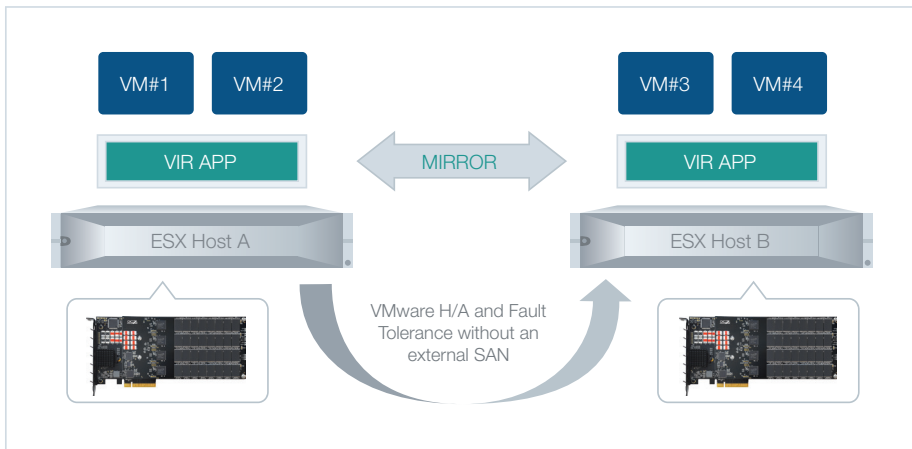 VM#1
VM#2
VM#3
VM#4
VIR APP
MIRROR
VIR APP
ESX Host A
ESX Host B
VMware H/A and Fault
Tolerance without an
external SAN